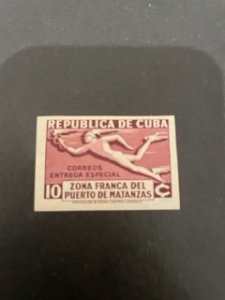 REPUBLICA DE CUBA
CORREOS
ENTREGA ESPECIAL
10 ZONA FRANCA DEL C
PUERTO DE MATANZAS